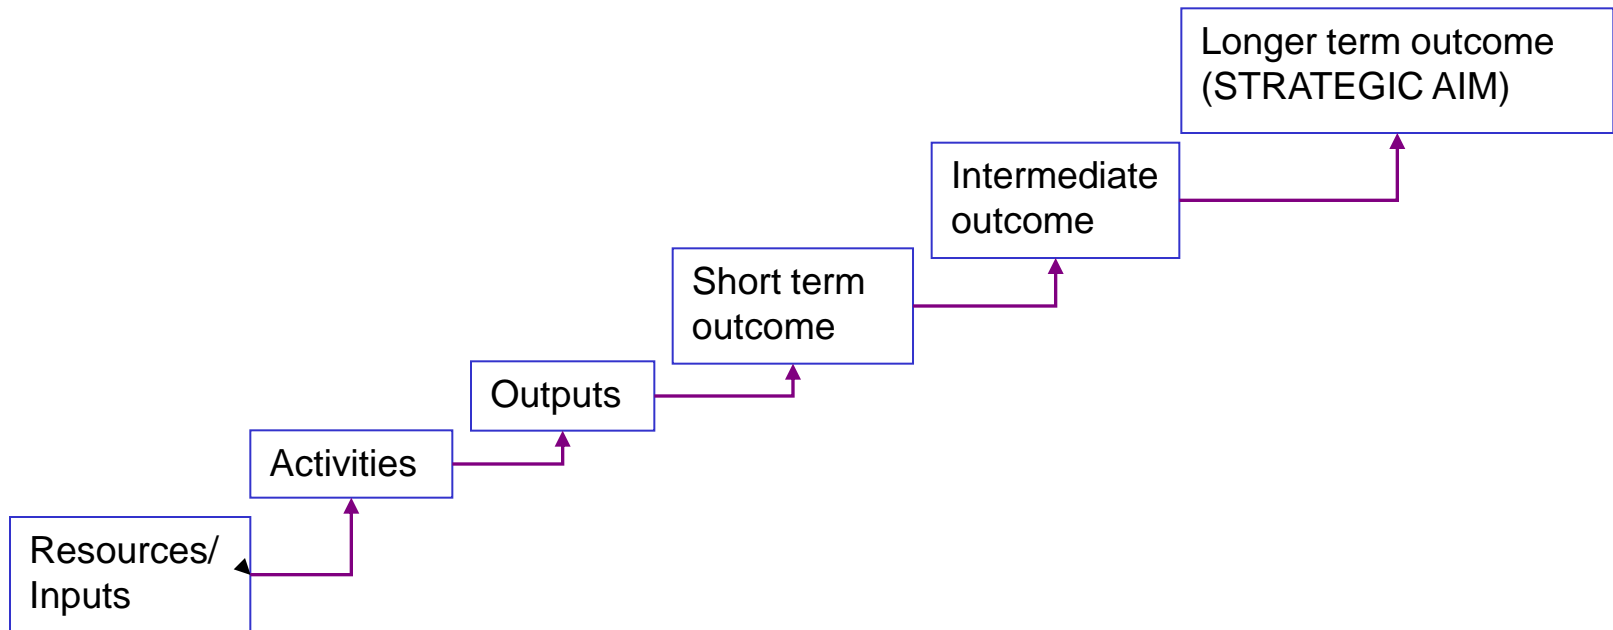 Longer term outcome
(STRATEGIC AIM)
Intermediate
outcome
Short term
outcome
Outputs
Activities
Resources/
Inputs